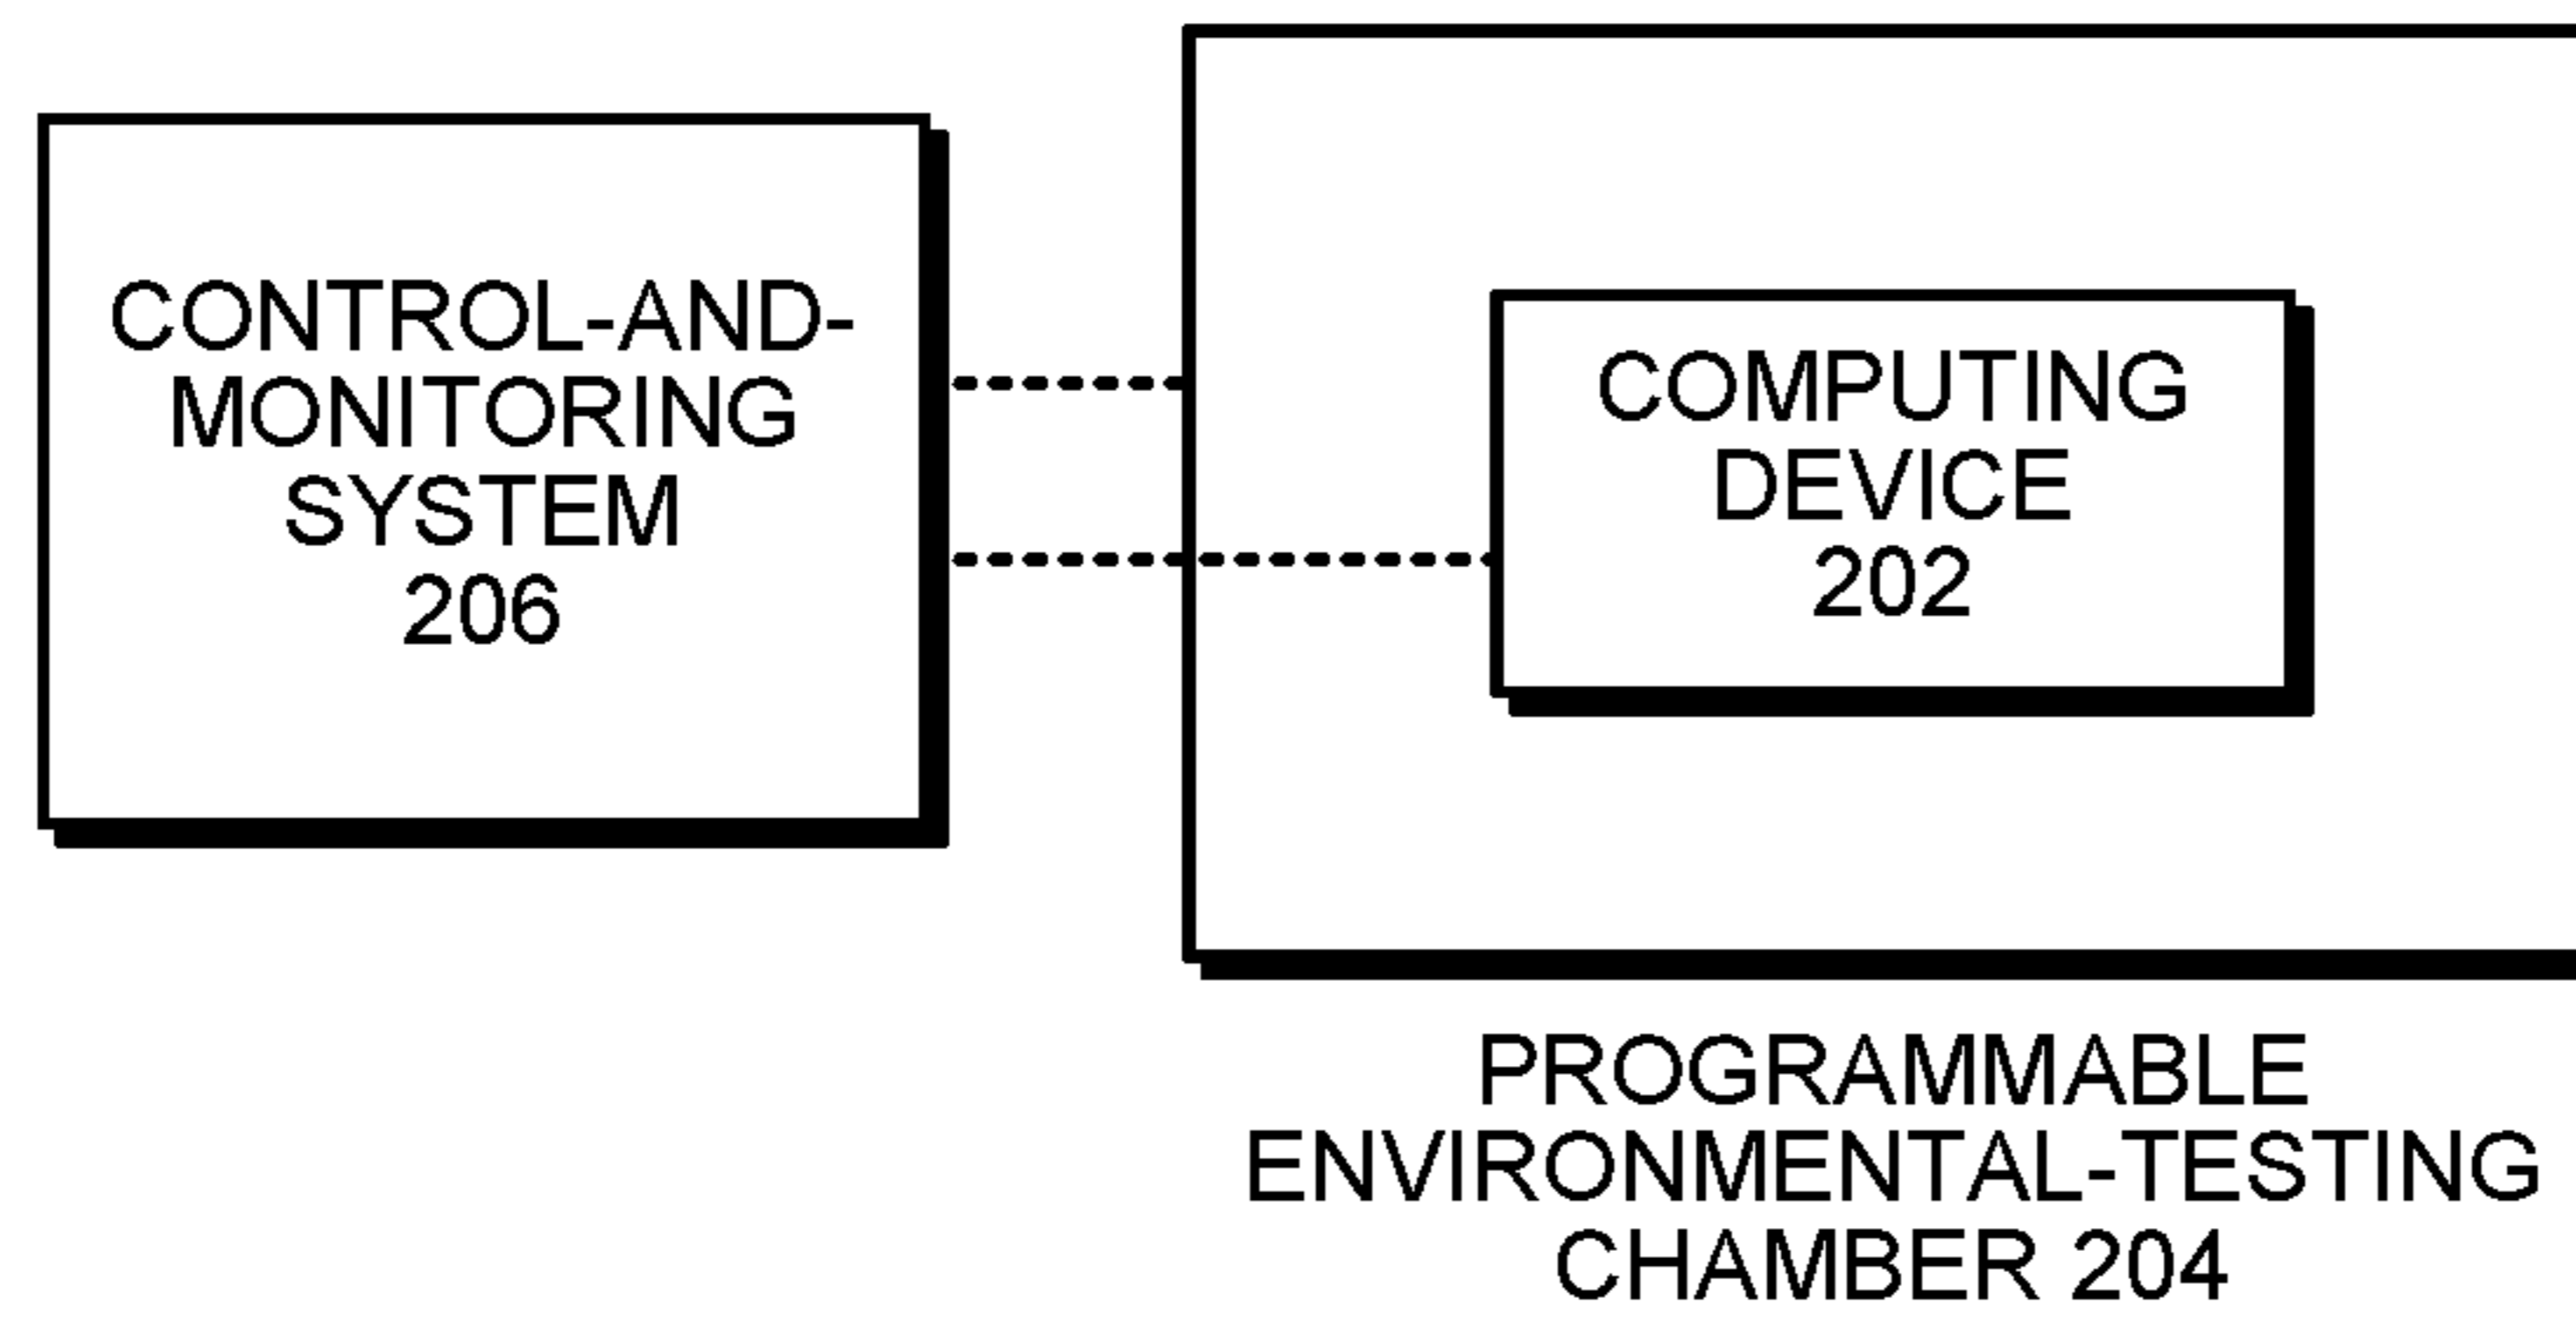 CONTROL-AND-
MONITORING
SYSTEM
206
COMPUTING
DEVICE
202
PROGRAMMABLE
ENVIRONMENTAL-TESTING
CHAMBER 204